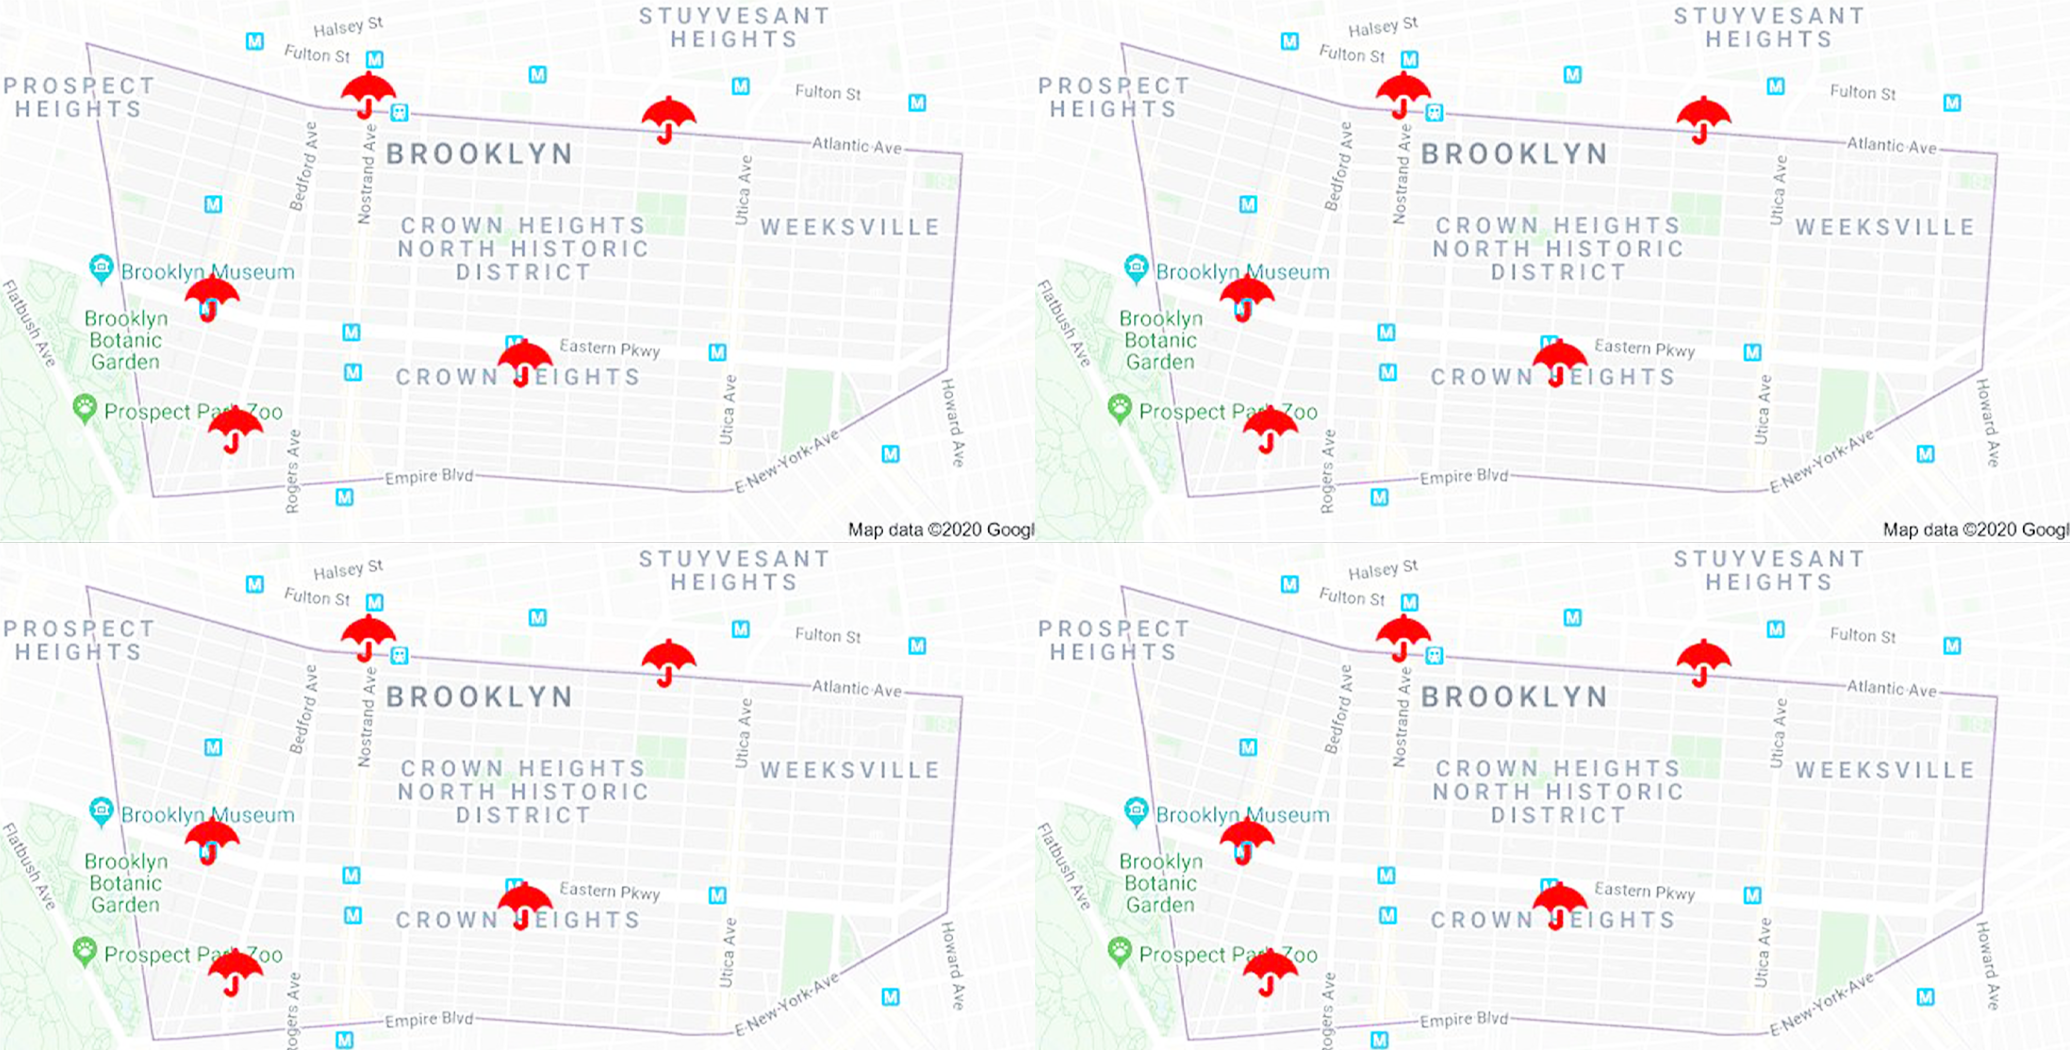 STUYVESANT
HEIGHTS
Halsey St
M
Fulton St
M
M
M
Fulton St
M
PROSPECT
HEIGHTS
Atlantic Ave
Bedford Ave
Nostrand Ave
BROOKLYN
Utica Ave
M
CROWN HEIGHTS
NORTH HISTORIC
DISTRICT
WEEKSVILLE
Brooklyn Museum
Flatbush Ave
Brooklyn
Botanic
Garden
M
Eastern Pkwy
M
M
CROWN HEIGHTS
Prospect Park Zoo
Rogers Ave
Utica Ave
Howard Ave
M
Empire Blvd
E New York Ave
M
Map data ©2020 Googl
STUYVESANT
HEIGHTS
Halsey St
M
Fulton St
M
M
M
Fulton St
M
PROSPECT
HEIGHTS
Atlantic Ave
Bedford Ave
Nostrand Ave
BROOKLYN
Utica Ave
M
CROWN HEIGHTS
NORTH HISTORIC
DISTRICT
WEEKSVILLE
Brooklyn Museum
Flatbush Ave
Brooklyn
Botanic
Garden
M
Eastern Pkwy
M
M
CROWN HEIGHTS
Prospect Park Zoo
Rogers Ave
Utica Ave
Howard Ave
M
Empire Blvd
E New York Ave
M
Map data ©2020 Googl
STUYVESANT
HEIGHTS
Halsey St
M
Fulton St
M
M
M
Fulton St
M
PROSPECT
HEIGHTS
Atlantic Ave
Bedford Ave
Nostrand Ave
BROOKLYN
Utica Ave
M
CROWN HEIGHTS
NORTH HISTORIC
DISTRICT
WEEKSVILLE
Brooklyn Museum
Flatbush Ave
Brooklyn
Botanic
Garden
M
Eastern Pkwy
M
M
CROWN HEIGHTS
Prospect Park Zoo
ogers Ave
Utica Ave
Howard Ave
M
Empire Blvd
E New York Ave
M
STUYVESANT
HEIGHTS
Halsey St
M
Fulton St
M
M
M
Fulton St
M
PROSPECT
HEIGHTS
Atlantic Ave
Bedford Ave
Nostrand Ave
BROOKLYN
Utica Ave
M
CROWN HEIGHTS
NORTH HISTORIC
DISTRICT
WEEKSVILLE
Brooklyn Museum
Flatbush Ave
Brooklyn
Botanic
Garden
M
Eastern Pkwy
M
M
CROWN HEIGHTS
Prospect Park Zoo
ogers Ave
Utica Ave
Howard Ave
M
Empire Blvd
E New York Ave
M